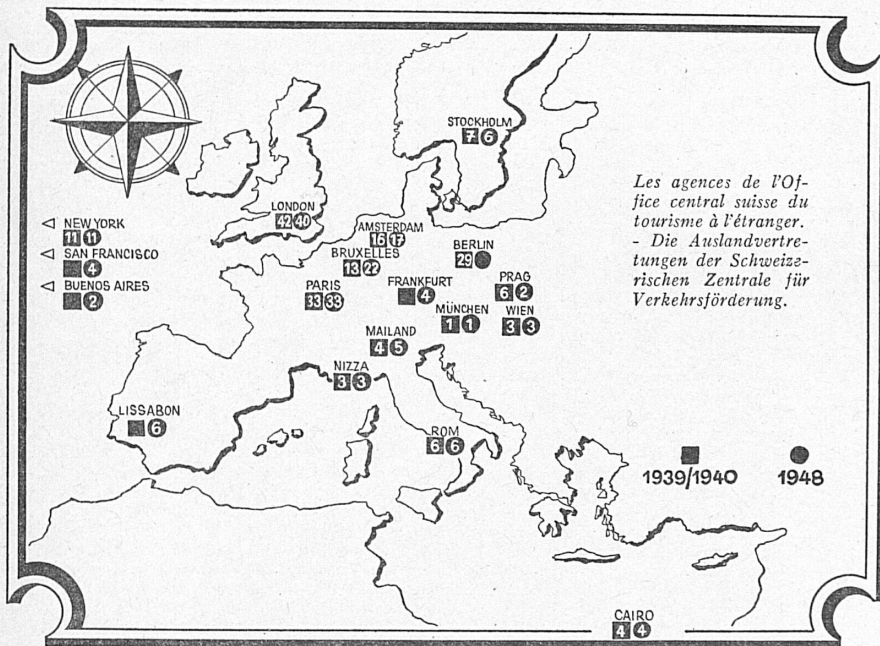 STOCKHOLM
7 6
Les agences de l'Of-
fice central suisse du
tourisme à l'étranger.
- Die Auslandvertre-
tungen der Schweize-
rischen Zentrale für
Verkehrsförderung.
LONDON
42 40
NEW YORK
11 11
SAN FRANCISCO
4
BUENOS AIRES
2
AMSTERDAM
16 17
BRUXELLES
13 22
BERLIN
29
PARIS
33 33
FRANKFURT
4
PRAG
6 2
MÜNCHEN
1 1
WIEN
3 3
MAILAND
4 5
NIZZA
3 3
LISSABON
6
ROM
6 6
1939/1940
1948
CAIRO
4 4